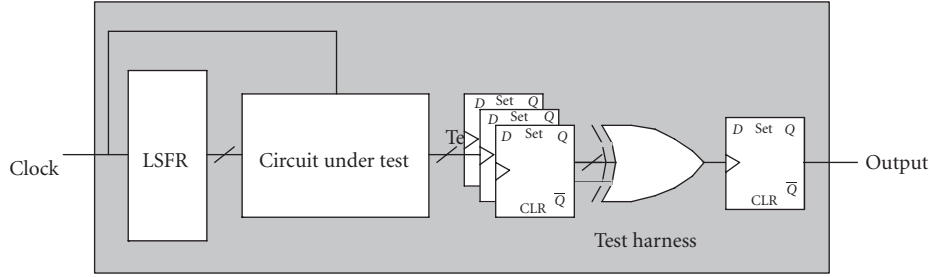 Clock
LSFR
Circuit under test
Te
D Set Q
D Set Q
D Set Q
Q
CLR
D Set Q
Q
CLR
Output
Test harness